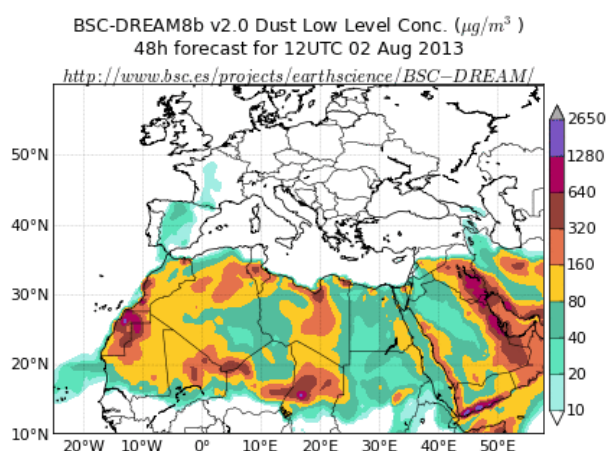 BSC-DREAM8b v2.0 Dust Low Level Conc. (μg/m³ )
48h forecast for 12UTC 02 Aug 2013
http://www.bsc.es/projects/earthscience/BSC−DREAM/
50°N
40°N
30°N
20°N
10°N
20°W
10°W
0°
10°E
20°E
30°E
40°E
50°E
2650
1280
640
320
160
80
40
20
10